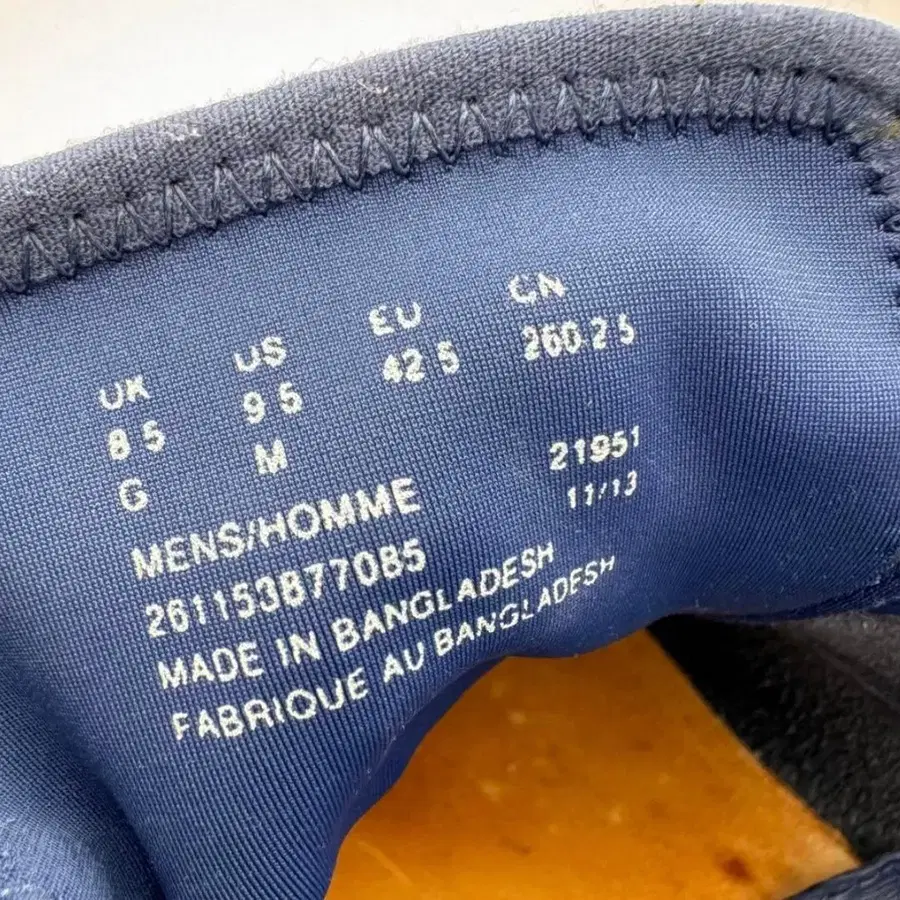 UK US EU CN
8 5 9 5 42 5 260 2 5
G M 21951
MENS/HOMME 11/13
261153877085
MADE IN BANGLADESH
FABRIQUE AU BANGLADESH